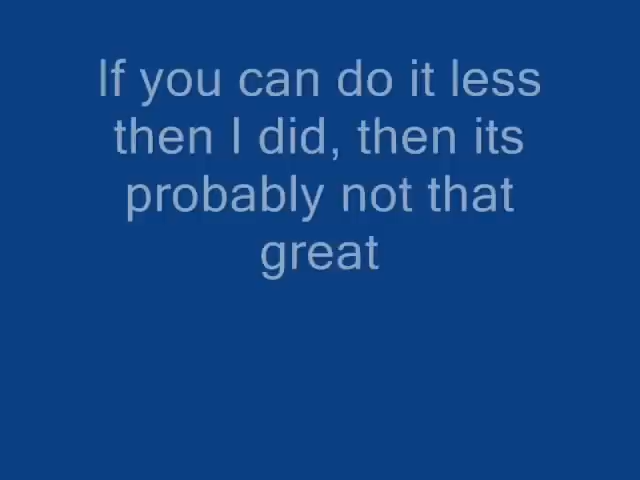 If you can do it less
then I did, then its
probably not that
great